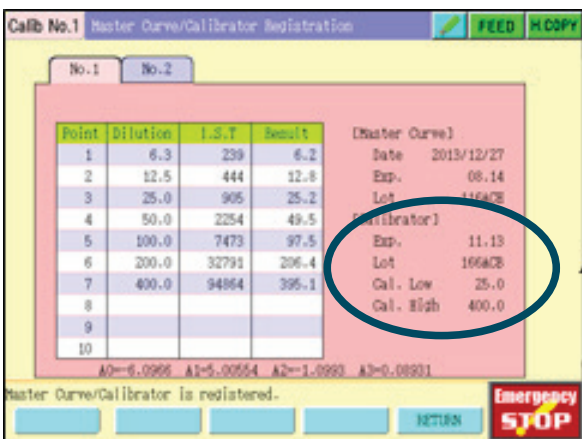 Calib No.1 Master Curve/Calibrator Registration FEED H.COPY
No.1 No.2
Point Dilution I.S.T Result [Master Curve]
1 6.3 239 6.2 Date 2013/12/27
2 12.5 444 12.8 Exp. 08.14
3 25.0 905 25.2 Lot
4 50.0 2254 49.5 [Calibrator]
5 100.0 7473 97.5 Exp. 11.13
6 200.0 32791 206.4 Lot 166ACB
7 400.0 94864 395.1 Cal. Low 25.0
8 Cal. High 400.0
9
10
A0=-6.0966 A1=5.00554 A2=-1.0993 A3=0.08931
Master Curve/Calibrator is registered.
RETURN Emergency STOP